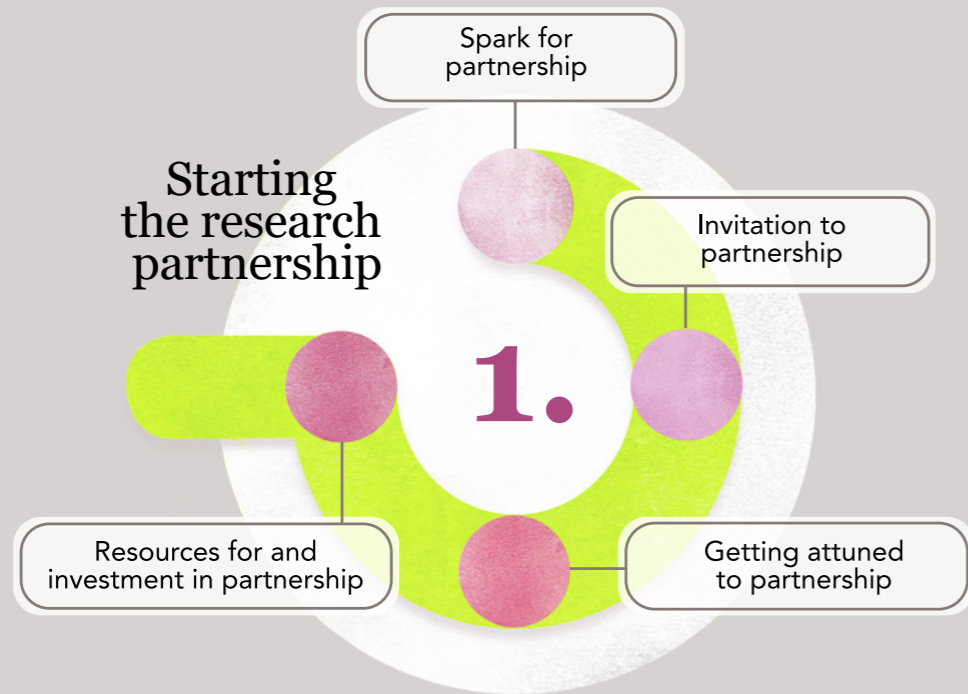 Spark for
partnership
Starting
the research
partnership
Invitation to
partnership
1.
Resources for and
investment in partnership
Getting attuned
to partnership